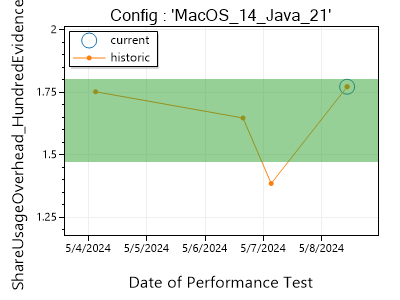 Config : 'MacOS_14_Java_21'
current
historic
ShareUsageOverhead_HundredEvidence
2
1.75
1.5
1.25
5/4/2024
5/5/2024
5/6/2024
5/7/2024
5/8/2024
Date of Performance Test